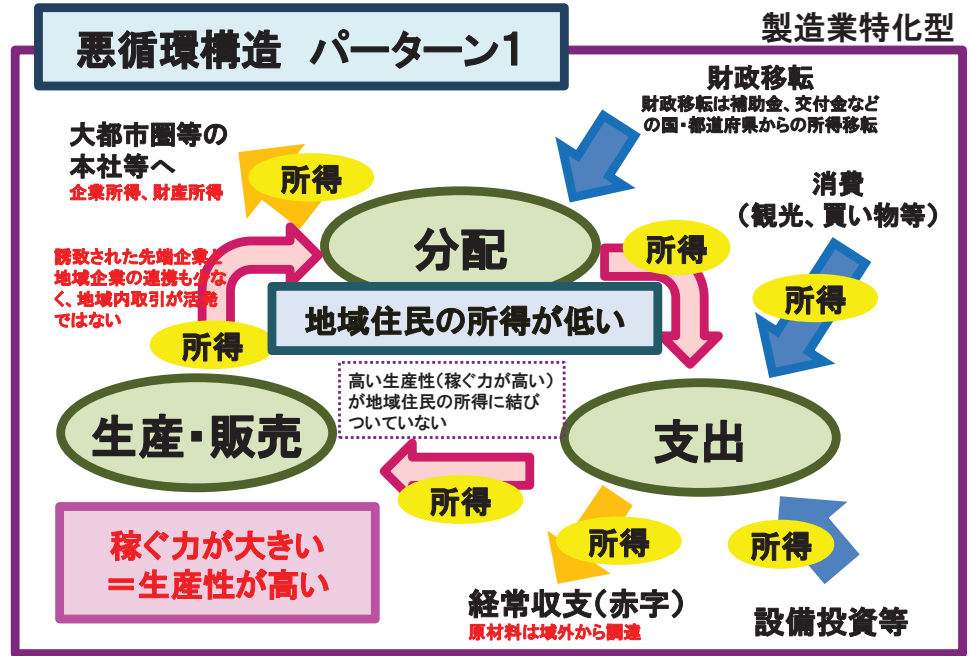 製造業特化型
悪循環構造 パーターン1
財政移転
財政移転は補助金、交付金など
の国・都道府県からの所得移転
大都市圏等の
本社等へ
企業所得、財産所得
所得
消費
（観光、買い物等）
分配
所得
誘致された先端企業と
地域企業の連携も少な
く、地域内取引が活発
ではない
所得
地域住民の所得が低い
所得
高い生産性（稼ぐ力が高い）
が地域住民の所得に結び
ついていない
生産・販売
支出
所得
稼ぐ力が大きい
＝生産性が高い
所得
所得
経常収支（赤字）
原材料は域外から調達
設備投資等